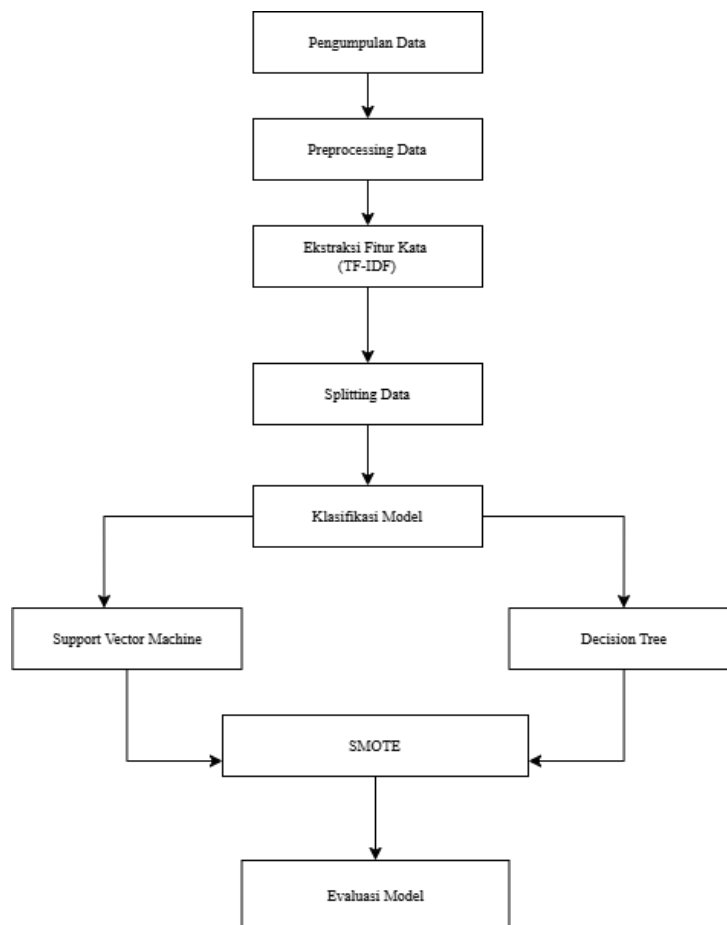 Pengumpulan Data
Preprocessing Data
Ekstraksi Fitur Kata
(TF-IDF)
Splitting Data
Klasifikasi Model
Support Vector Machine
Decision Tree
SMOTE
Evaluasi Model